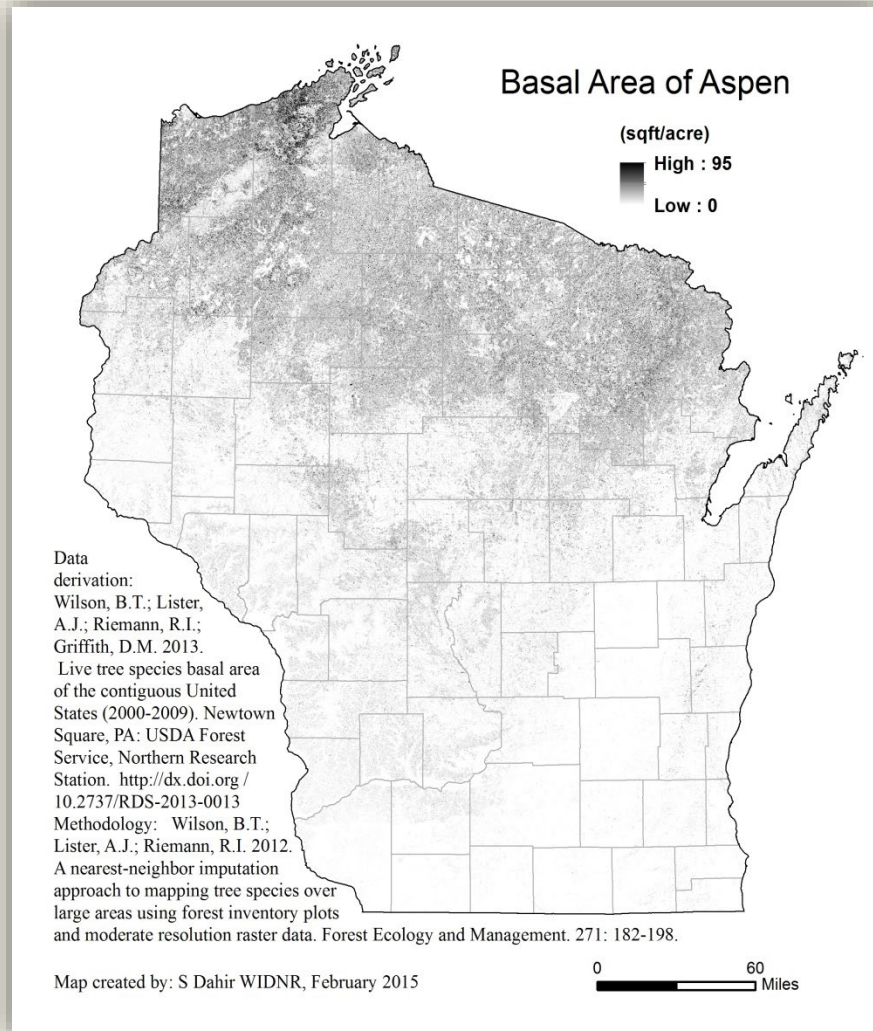 Basal Area of Aspen
(sqft/acre)
High : 95
Low : 0
Data
derivation:
Wilson, B.T.; Lister,
A.J.; Riemann, R.I.;
Griffith, D.M. 2013.
Live tree species basal area
of the contiguous United
States (2000-2009). Newtown
Square, PA: USDA Forest
Service, Northern Research
Station. http://dx.doi.org /
10.2737/RDS-2013-0013
Methodology: Wilson, B.T.;
Lister, A.J.; Riemann, R.I. 2012.
A nearest-neighbor imputation
approach to mapping tree species over
large areas using forest inventory plots
and moderate resolution raster data. Forest Ecology and Management. 271: 182-198.
Map created by: S Dahir WIDNR, February 2015
0 60
Miles